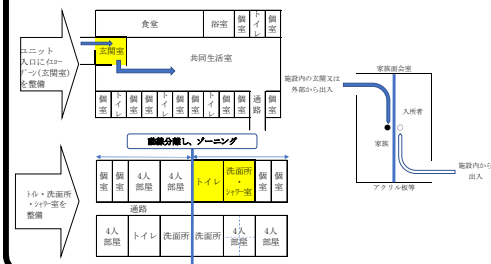 ユニット
入口にイエロー
ゾーン(玄関室)
を整備
食堂
浴室
個室
トイレ
個室
玄関室
共同生活室
個室
トイレ
個室
個室
トイレ
個室
個室
トイレ
個室
個室
通路
個室
動線分離し、ゾーニング
トイレ・洗面所
・シャワー室を
整備
個室
個室
4人
部屋
4人
部屋
トイレ
洗面所
・
シャワー室
個室
個室
通路
4人
部屋
トイレ
洗面所
洗面所
4人
部屋
4人
部屋
家族面会室
施設内の玄関又は
外部から出入
入所者
家族
施設内から
出入
アクリル板等